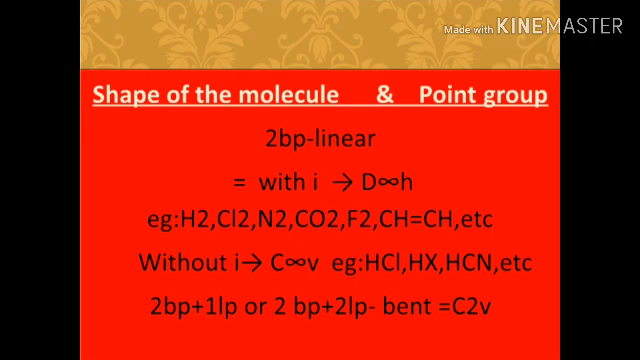 Made with KINEMASTER
Shape of the molecule & Point group
2bp-linear
= with i → D∞h
eg:H2,Cl2,N2,CO2,F2,CH=CH,etc
Without i→ C∞v eg:HCl,HX,HCN,etc
2bp+1lp or 2 bp+2lp- bent =C2v